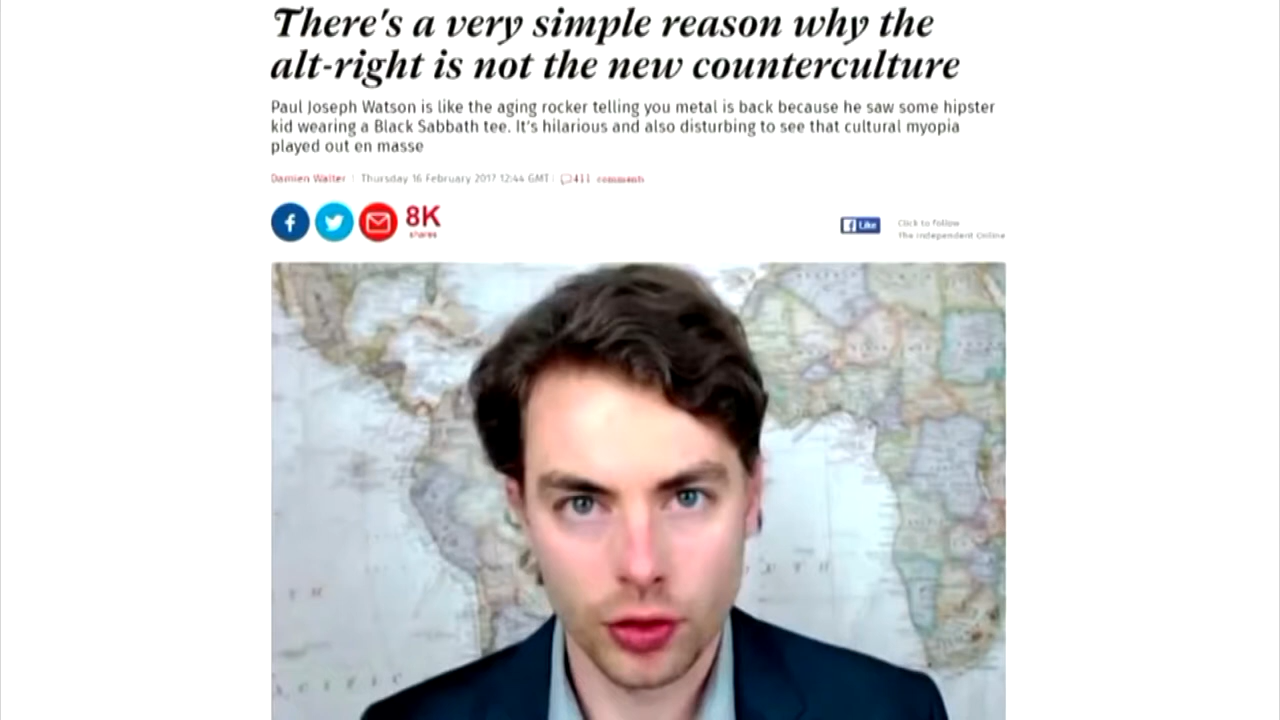 There's a very simple reason why the
alt-right is not the new counterculture
Paul Joseph Watson is like the aging rocker telling you metal is back because he saw some hipster
kid wearing a Black Sabbath tee. It's hilarious and also disturbing to see that cultural myopia
played out en masse
Damien Walter | Thursday 16 February 2017 12:44 GMT | 411 comments
8K
shares
Like
Click to follow
The Independent Online